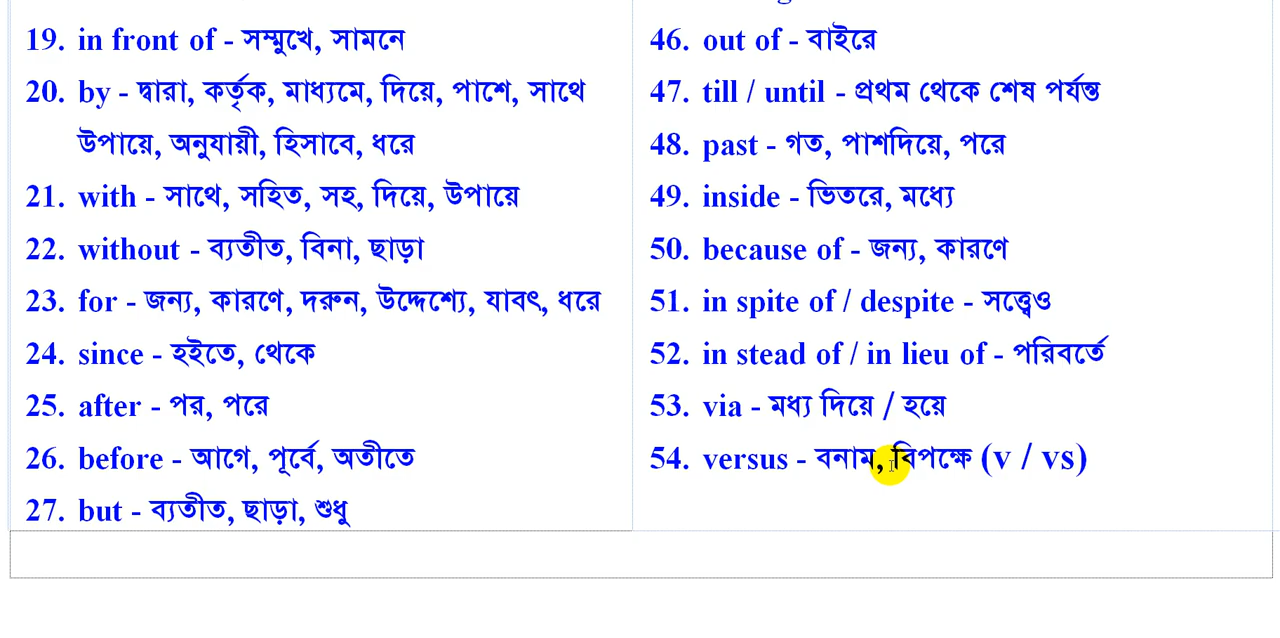 19. in front of - সম্মুখে, সামনে
20. by - দ্বারা, কর্তৃক, মাধ্যমে, দিয়ে, পাশে, সাথে
উপায়ে, অনুযায়ী, হিসাবে, ধরে
21. with - সাথে, সহিত, সহ, দিয়ে, উপায়ে
22. without - ব্যতীত, বিনা, ছাড়া
23. for - জন্য, কারণে, দরুন, উদ্দেশ্যে, যাবৎ, ধরে
24. since - হইতে, থেকে
25. after - পর, পরে
26. before - আগে, পূর্বে, অতীতে
27. but - ব্যতীত, ছাড়া, শুধু
46. out of - বাইরে
47. till / until - প্রথম থেকে শেষ পর্যন্ত
48. past - গত, পাশদিয়ে, পরে
49. inside - ভিতরে, মধ্যে
50. because of - জন্য, কারণে
51. in spite of / despite - সত্ত্বেও
52. in stead of / in lieu of - পরিবর্তে
53. via - মধ্য দিয়ে / হয়ে
54. versus - বনাম, বিপক্ষে (v / vs)